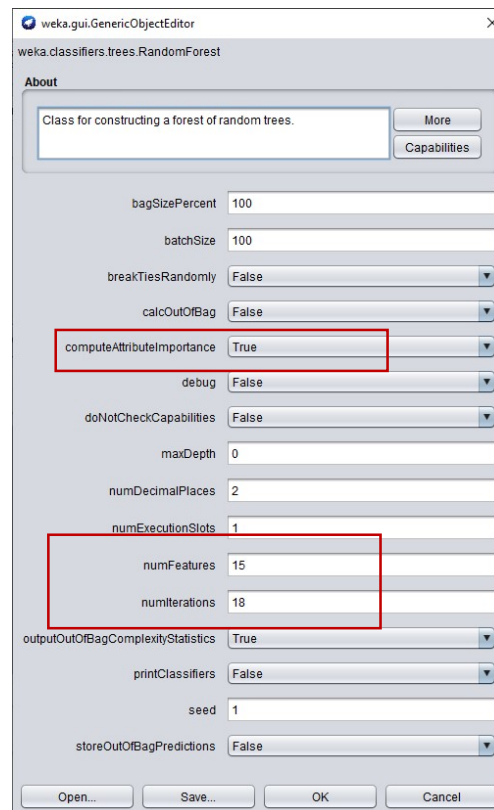 weka.gui.GenericObjectEditor
weka.classifiers.trees.RandomForest
About
Class for constructing a forest of random trees.
More
Capabilities
bagSizePercent 100
batchSize 100
breakTiesRandomly False
calcOutOfBag False
computeAttributeImportance True
debug False
doNotCheckCapabilities False
maxDepth 0
numDecimalPlaces 2
numExecutionSlots 1
numFeatures 15
numIterations 18
outputOutOfBagComplexityStatistics True
printClassifiers False
seed 1
storeOutOfBagPredictions False
Open... Save... OK Cancel